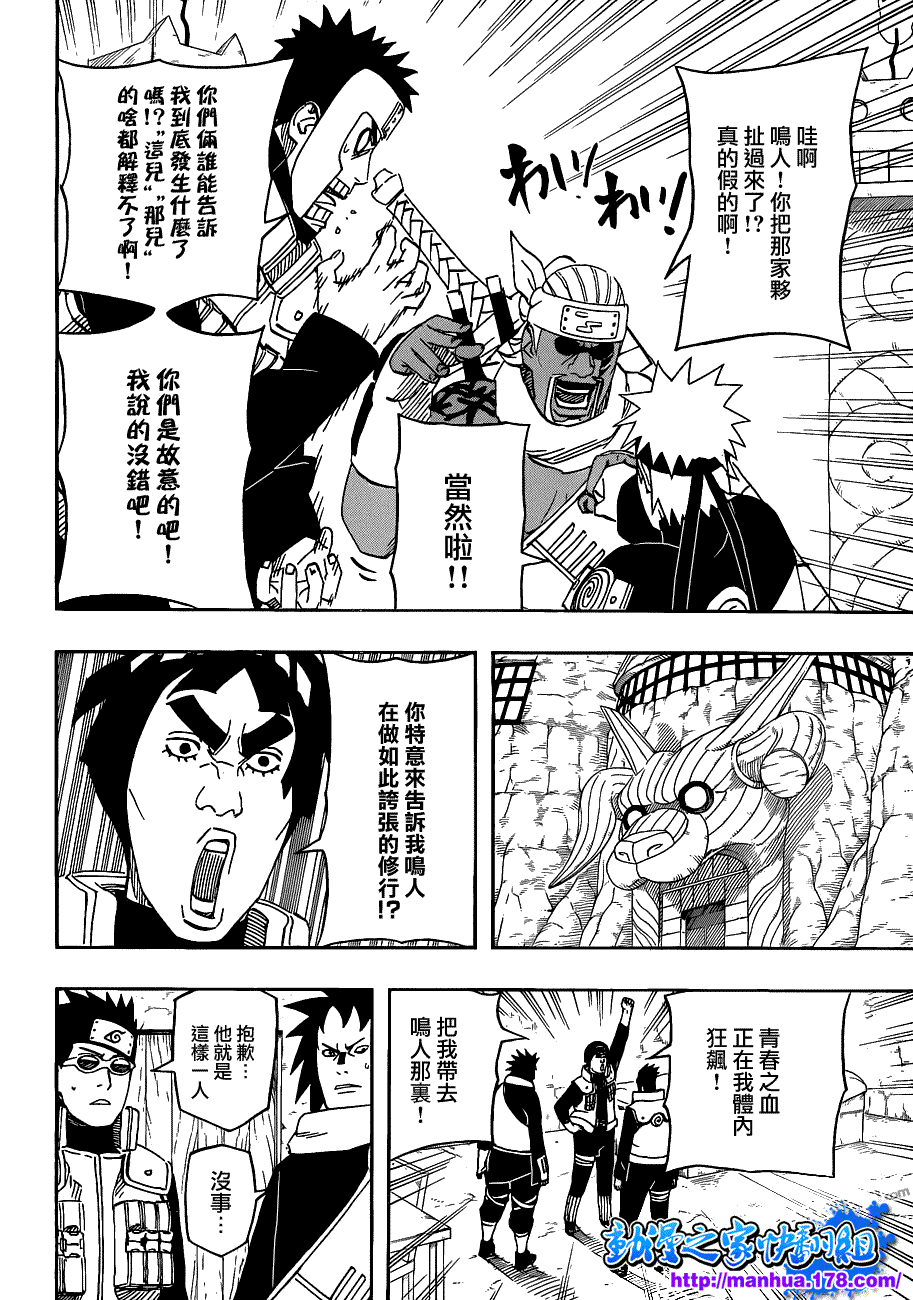 哇啊
鳴人！你把那家夥
扯過來了!?
真的假的啊！
わい
わい
你們倆誰能告訴
我到底發生什麼了
嗎!?”這兒“”那兒“
的啥都解釋不了啊！
當然啦!!
你們是故意的吧！
我說的沒錯吧！
你特意來告訴我鳴人
在做如此誇張的修行!?
青春之血
正在我體內
狂飆！
把我帶去
鳴人那裏！
抱歉…
他就是
這樣一人
沒事…
動漫之家快翻組
http://manhua.178.com/